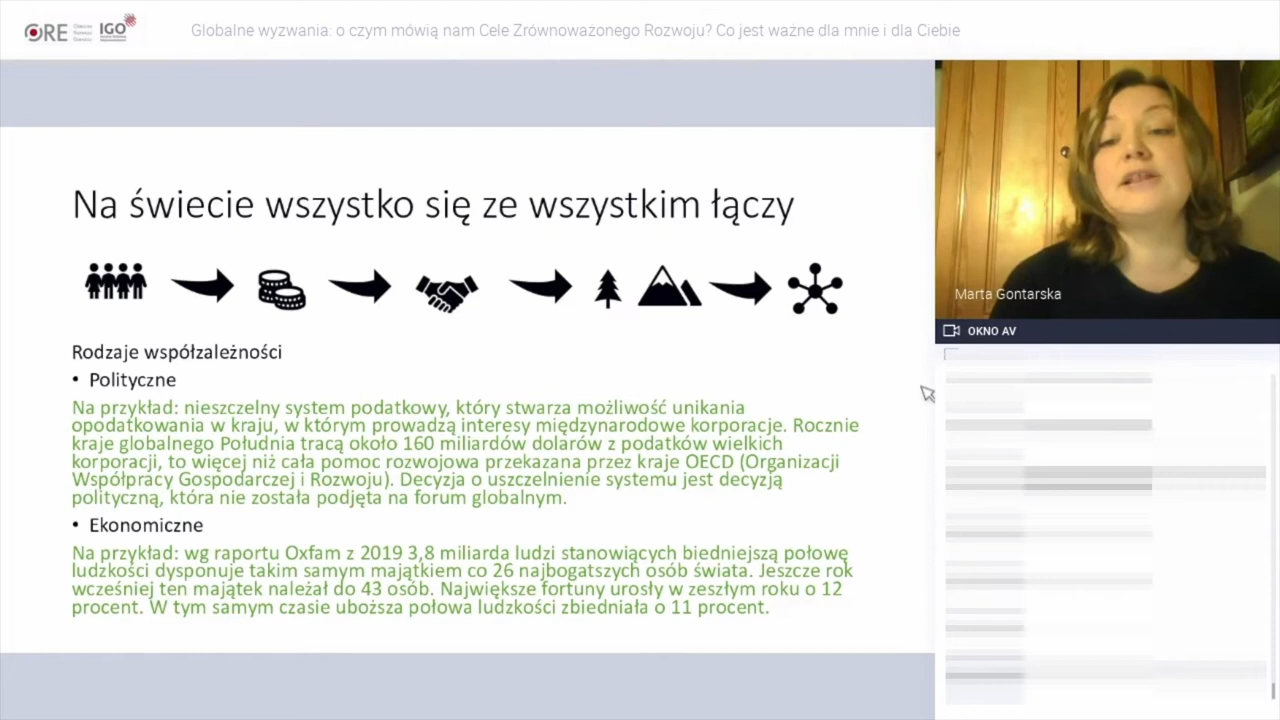 ORE
IGO
Globalne wyzwania: o czym mówią nam Cele Zrównoważonego Rozwoju? Co jest ważne dla mnie i dla Ciebie
Na świecie wszystko się ze wszystkim łączy
Rodzaje współzależności
• Polityczne
Na przykład: nieszczelny system podatkowy, który stwarza możliwość unikania
opodatkowania w kraju, w którym prowadzą interesy międzynarodowe korporacje. Rocznie
kraje globalnego Południa tracą około 160 miliardów dolarów z podatków wielkich
korporacji, to więcej niż cała pomoc rozwojowa przekazana przez kraje OECD (Organizacji
Współpracy Gospodarczej i Rozwoju). Decyzja o uszczelnienie systemu jest decyzją
polityczną, która nie została podjęta na forum globalnym.
• Ekonomiczne
Na przykład: wg raportu Oxfam z 2019 3,8 miliarda ludzi stanowiących biedniejszą połowę
ludzkości dysponuje takim samym majątkiem co 26 najbogatszych osób świata. Jeszcze rok
wcześniej ten majątek należał do 43 osób. Największe fortuny urosły w zeszłym roku o 12
procent. W tym samym czasie uboższa połowa ludzkości zbiedniała o 11 procent.
Marta Gontarska
OKNO AV